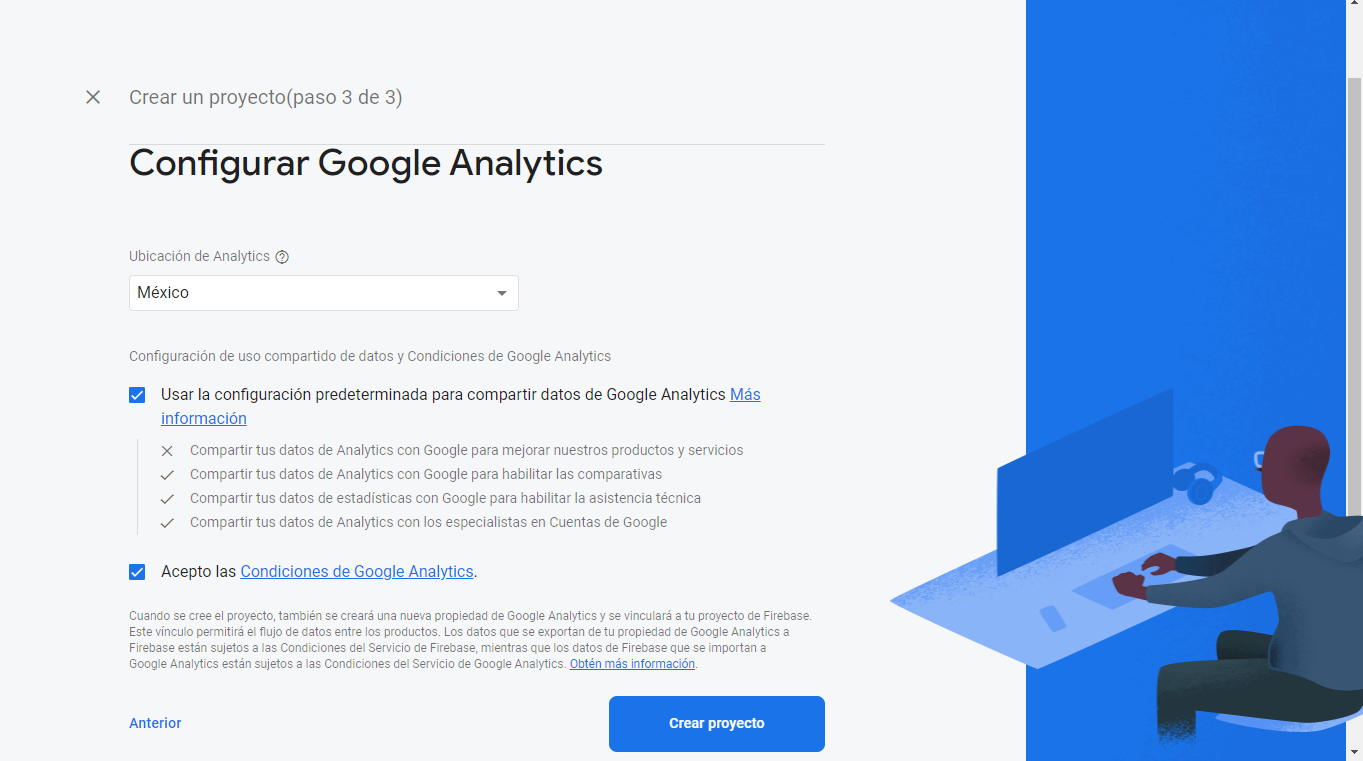 Crear un proyecto(paso 3 de 3)
Configurar Google Analytics
Ubicación de Analytics
México
Configuración de uso compartido de datos y Condiciones de Google Analytics
Usar la configuración predeterminada para compartir datos de Google Analytics Más
información
Compartir tus datos de Analytics con Google para mejorar nuestros productos y servicios
Compartir tus datos de Analytics con Google para habilitar las comparativas
Compartir tus datos de estadísticas con Google para habilitar la asistencia técnica
Compartir tus datos de Analytics con los especialistas en Cuentas de Google
Acepto las Condiciones de Google Analytics.
Cuando se cree el proyecto, también se creará una nueva propiedad de Google Analytics y se vinculará a tu proyecto de Firebase.
Este vínculo permitirá el flujo de datos entre los productos. Los datos que se exportan de tu propiedad de Google Analytics a
Firebase están sujetos a las Condiciones del Servicio de Firebase, mientras que los datos de Firebase que se importan a
Google Analytics están sujetos a las Condiciones del Servicio de Google Analytics. Obtén más información.
Anterior
Crear proyecto